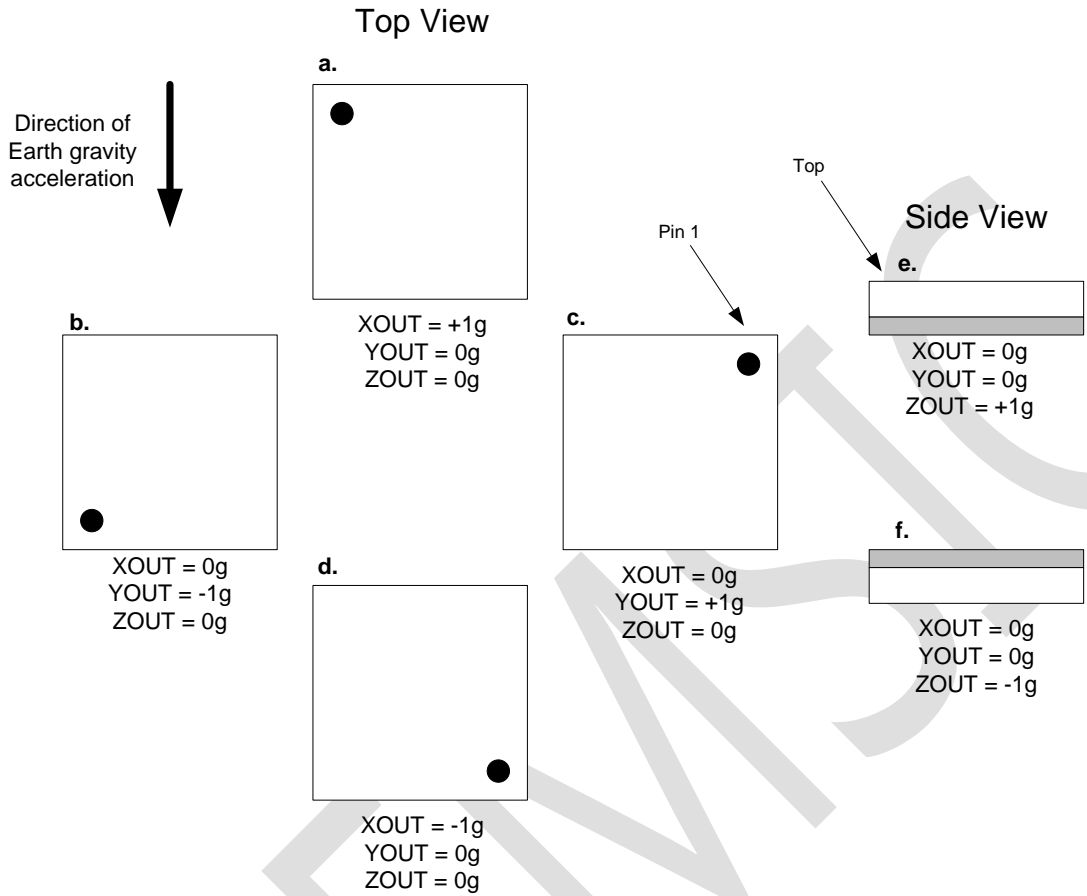 Top View
a.
Direction of
Earth gravity
acceleration
XOUT = +1g
YOUT = 0g
ZOUT = 0g
b.
XOUT = 0g
YOUT = -1g
ZOUT = 0g
Pin 1
c.
XOUT = 0g
YOUT = +1g
ZOUT = 0g
d.
XOUT = -1g
YOUT = 0g
ZOUT = 0g
Top
Side View
e.
XOUT = 0g
YOUT = 0g
ZOUT = +1g
f.
XOUT = 0g
YOUT = 0g
ZOUT = -1g
MSIC